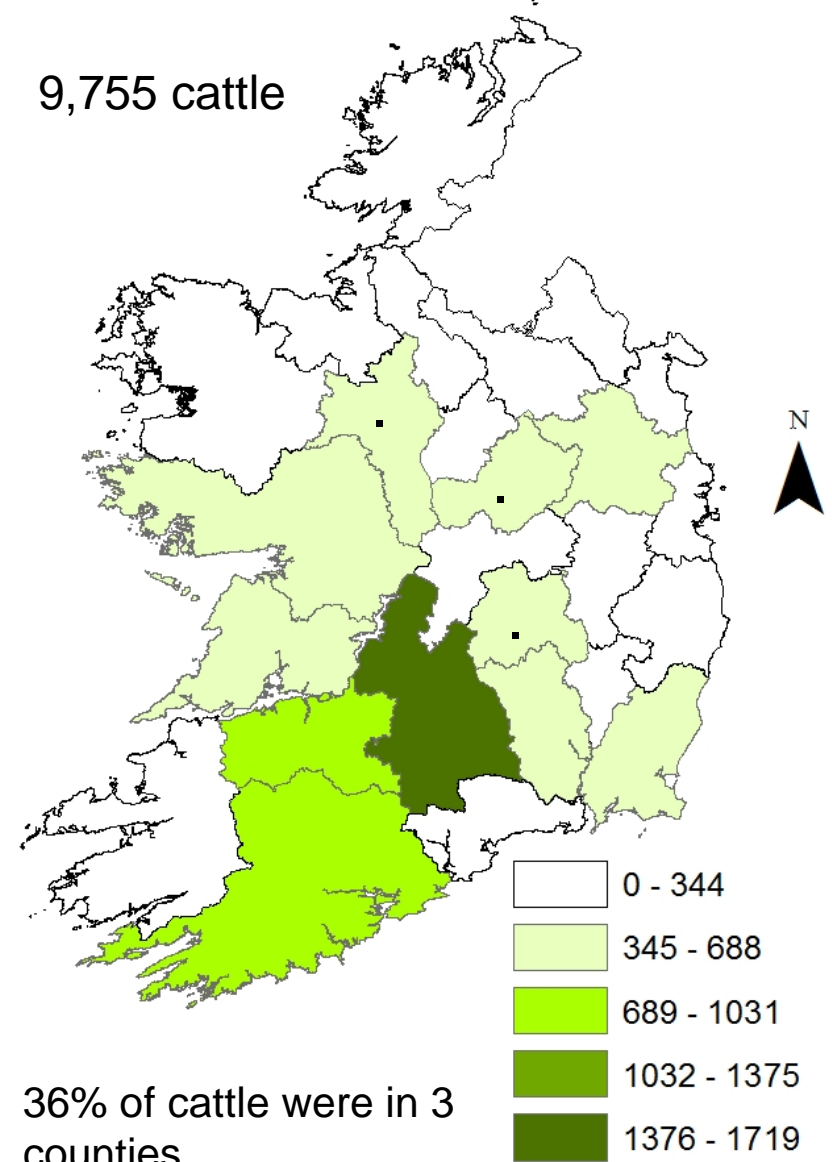 9,755 cattle
N
0 - 344
345 - 688
689 - 1031
1032 - 1375
1376 - 1719
36% of cattle were in 3
counties